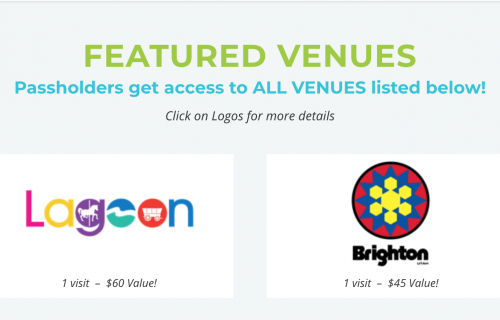 FEATURED VENUES
Passholders get access to ALL VENUES listed below!
Click on Logos for more details
Lagoon
Brighton
1 visit – $60 Value!
1 visit – $45 Value!